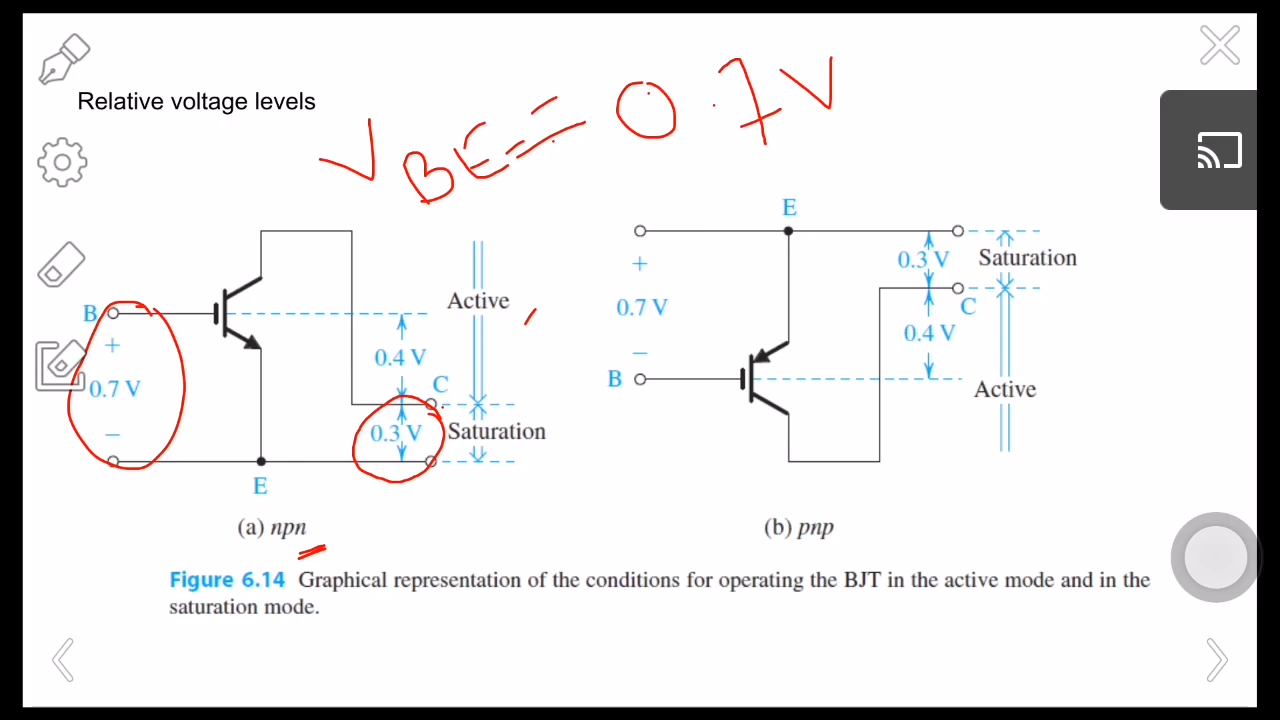 Relative voltage levels
V BE = 0.7 V
E
B
+
0.7 V
−
Active
0.4 V
C
0.3 V
Saturation
E
(a) npn
+
0.7 V
−
B
0.3 V
Saturation
C
0.4 V
Active
(b) pnp
Figure 6.14 Graphical representation of the conditions for operating the BJT in the active mode and in the
saturation mode.